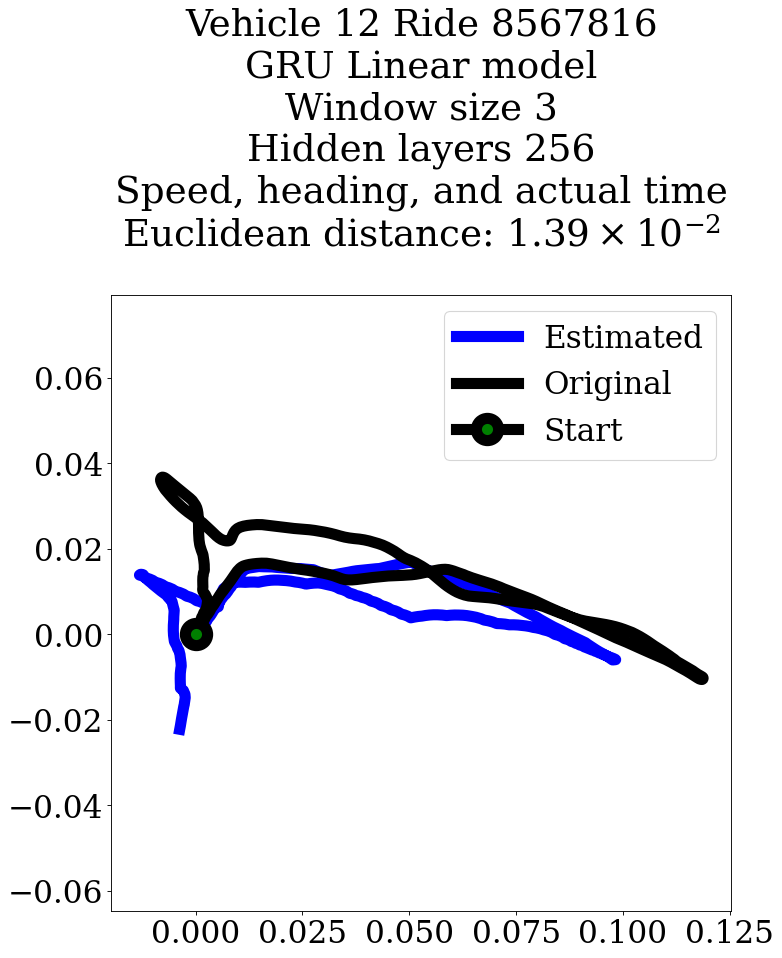 Vehicle 12 Ride 8567816
GRU Linear model
Window size 3
Hidden layers 256
Speed, heading, and actual time
Euclidean distance: 1.39 × 10⁻²
Estimated
Original
Start
0.06
0.04
0.02
0.00
−0.02
−0.04
−0.06
0.000 0.025 0.050 0.075 0.100 0.125